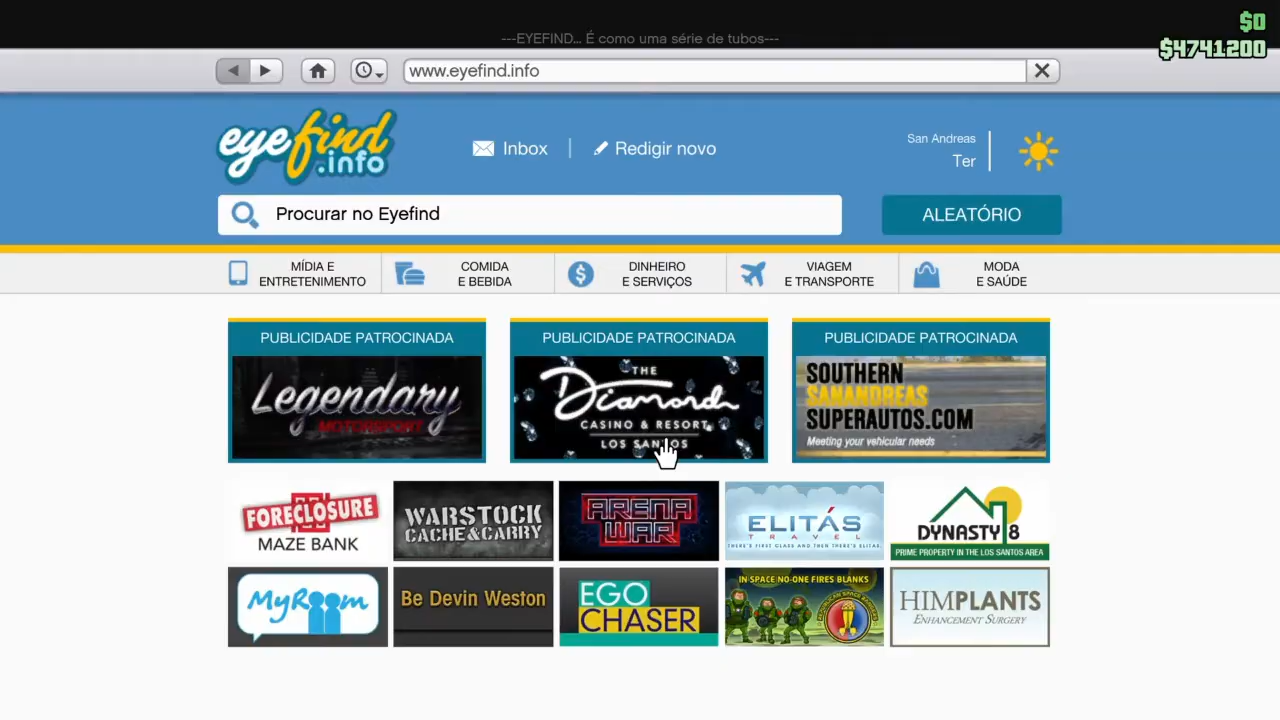 $0
$4741200
---EYEFIND... É como uma série de tubos---
www.eyefind.info
eyefind
.info
Inbox
Redigir novo
San Andreas
Ter
Procurar no Eyefind
ALEATÓRIO
MÍDIA E
ENTRETENIMENTO
COMIDA
E BEBIDA
DINHEIRO
E SERVIÇOS
VIAGEM
E TRANSPORTE
MODA
E SAÚDE
PUBLICIDADE PATROCINADA
Legendary
MOTORSPORT
PUBLICIDADE PATROCINADA
THE
Diamond
CASINO & RESORT
LOS SANTOS
PUBLICIDADE PATROCINADA
SOUTHERN
SANANDREAS
SUPERAUTOS.COM
Meeting your vehicular needs
FORECLOSURE
MAZE BANK
WARSTOCK
CACHE&CARRY
ARENA
WAR
ELITÁS
TRAVEL
THERE'S FIRST CLASS AND THEN THERE'S ELITAS
DYNASTY 8
PRIME PROPERTY IN THE LOS SANTOS AREA
MyRoom
Be Devin Weston
EGO
CHASER
IN SPACE NO-ONE FIRES BLANKS
HIMPLANTS
ENHANCEMENT SURGERY